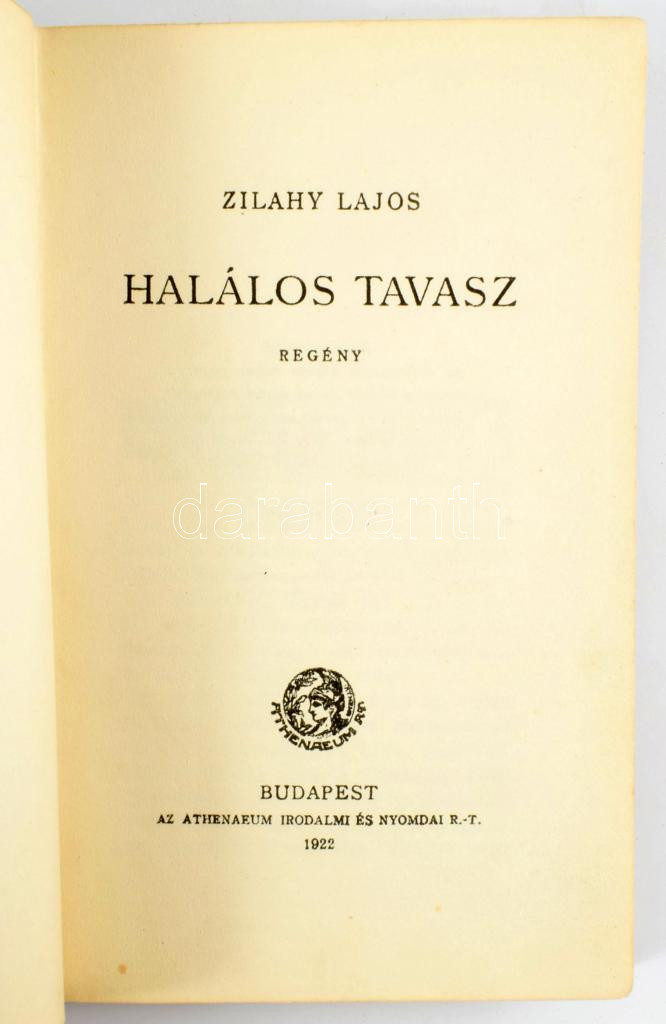 ZILAHY LAJOS
HALÁLOS TAVASZ
REGÉNY
darabanth
ATHENAEUM R.T.
BUDAPEST
AZ ATHENAEUM IRODALMI ÉS NYOMDAI R.-T.
1922